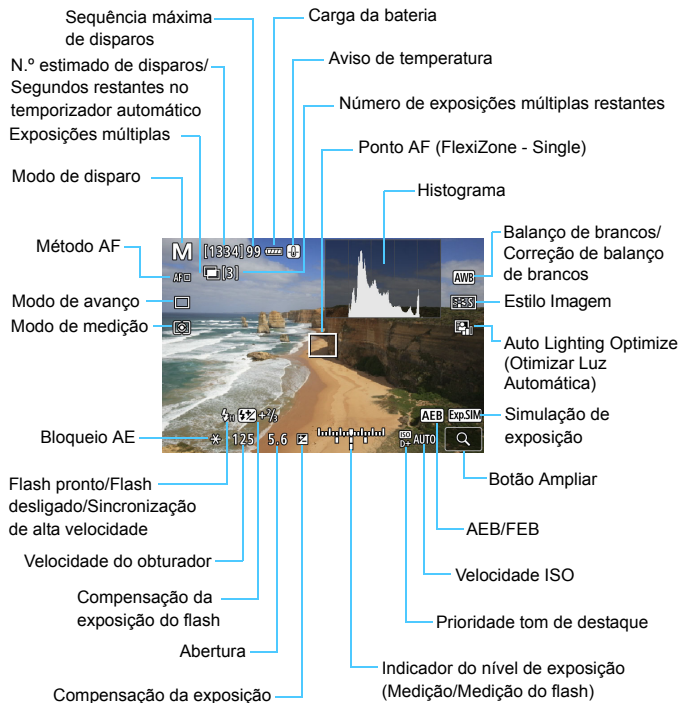 Sequência máxima
de disparos
Carga da bateria
N.º estimado de disparos/
Segundos restantes no
temporizador automático
Aviso de temperatura
Número de exposições múltiplas restantes
Exposições múltiplas
Ponto AF (FlexiZone - Single)
Modo de disparo
Histograma
Método AF
Balanço de brancos/
Correção de balanço
de brancos
Modo de avanço
Estilo Imagem
Modo de medição
Auto Lighting Optimize
(Otimizar Luz
Automática)
M [1334] 99
[3]
AF
AWB
S
H +2/3
AEB Exp.SIM
125 5.6 ISO D+ AUTO
Simulação de
exposição
Bloqueio AE
Botão Ampliar
Flash pronto/Flash
desligado/Sincronização
de alta velocidade
AEB/FEB
Velocidade do obturador
Velocidade ISO
Compensação da
exposição do flash
Prioridade tom de destaque
Abertura
Indicador do nível de exposição
(Medição/Medição do flash)
Compensação da exposição